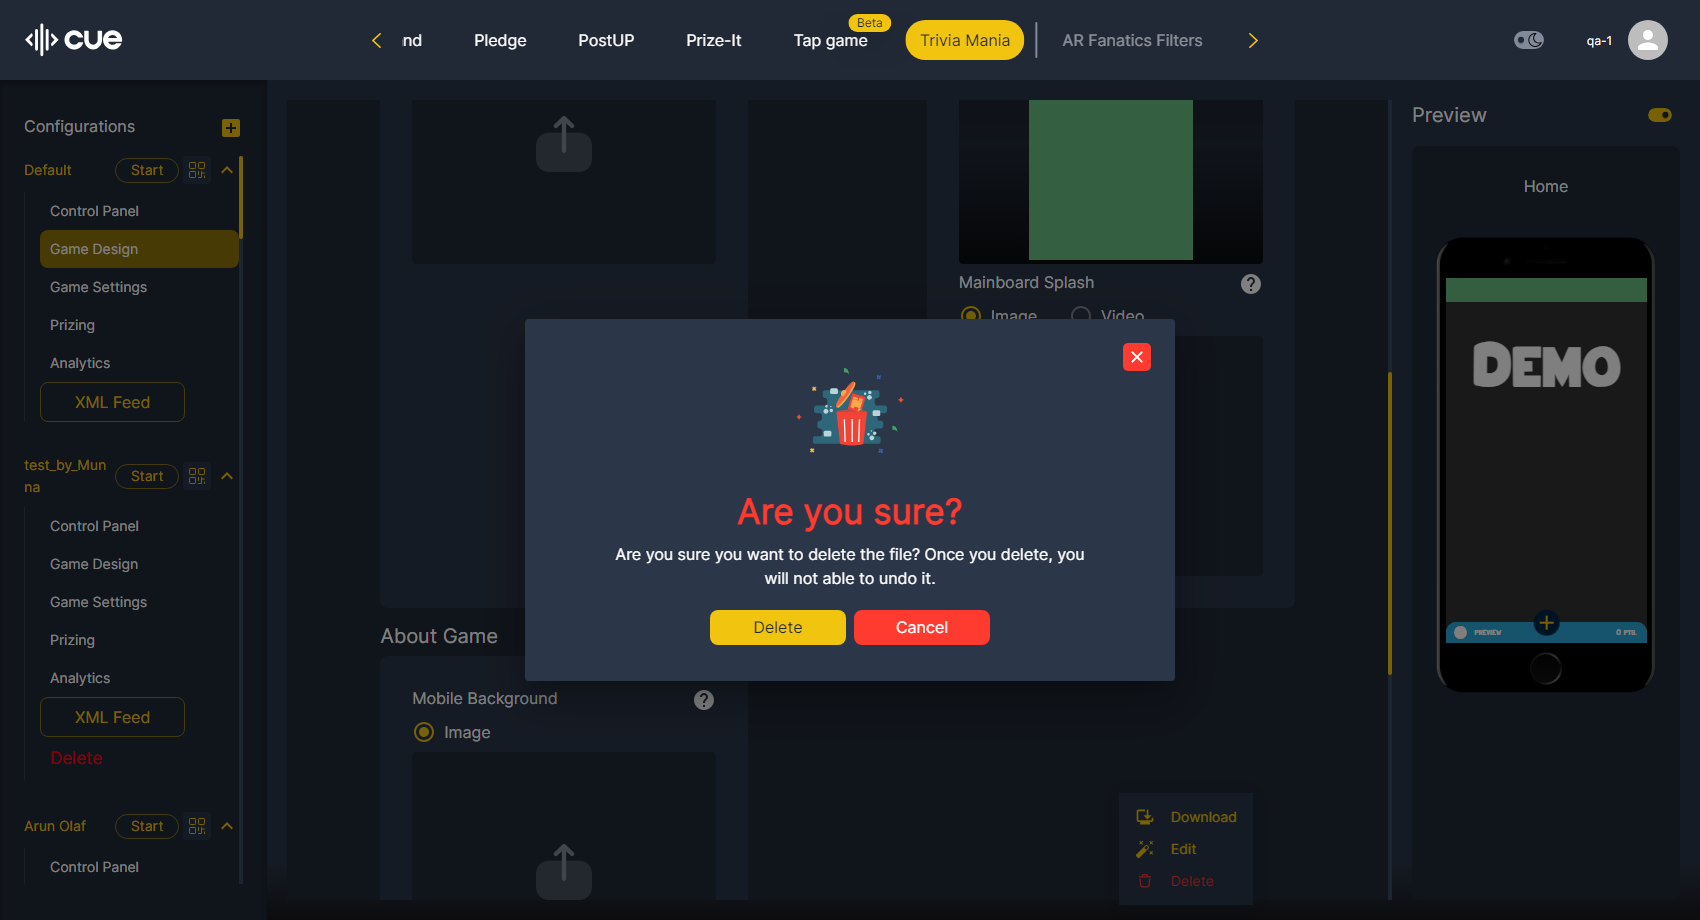 cue
nd
Pledge
PostUP
Prize-It
Tap game
Beta
Trivia Mania
AR Fanatics Filters
qa-1
Configurations
Default
Start
Control Panel
Game Design
Game Settings
Prizing
Analytics
XML Feed
test_by_Mun
na
Start
Control Panel
Game Design
Game Settings
Prizing
Analytics
XML Feed
Delete
Arun Olaf
Start
Control Panel
Mainboard Splash
?
Image
Video
Are you sure?
Are you sure you want to delete the file? Once you delete, you
will not able to undo it.
Delete
Cancel
About Game
Mobile Background
?
Image
Download
Edit
Delete
Preview
Home
DEMO
PREVIEW
0 PTS.